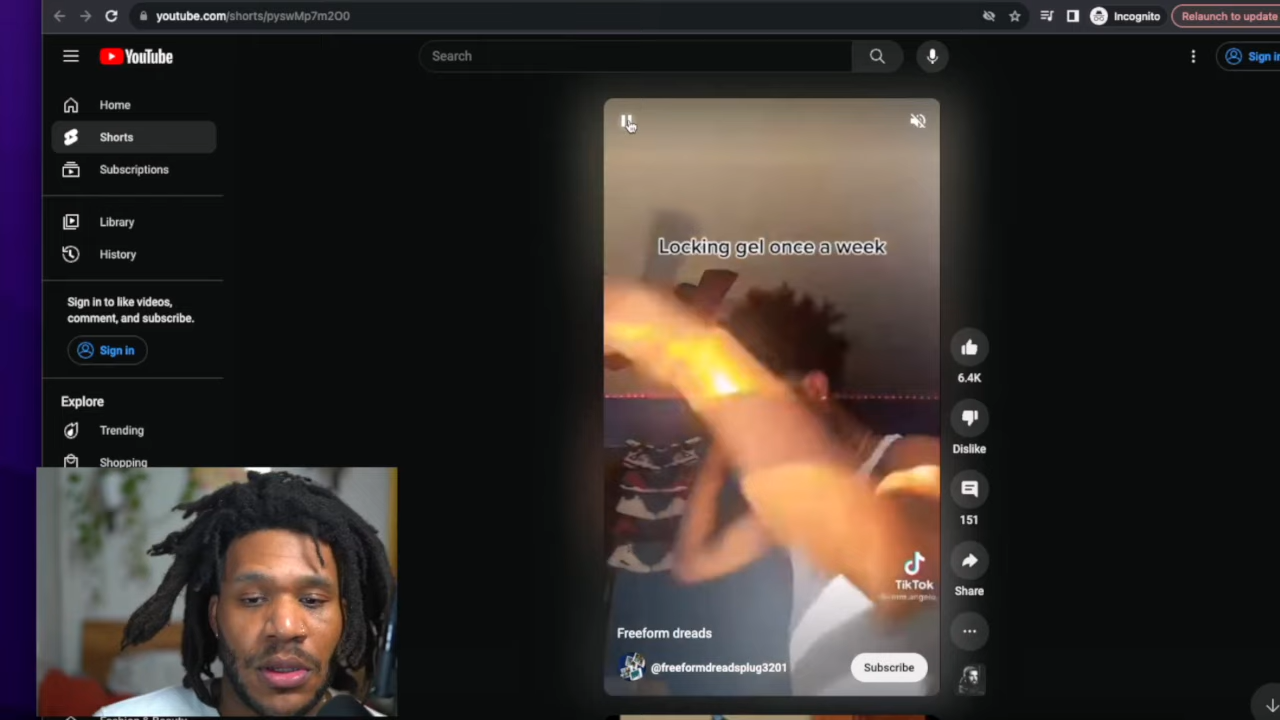 youtube.com/shorts/pyswMp7m2O0
Incognito
Relaunch to update
YouTube
Search
Sign in
Home
Shorts
Subscriptions
Library
History
Sign in to like videos,
comment, and subscribe.
Sign in
Explore
Trending
Shopping
Locking gel once a week
6.4K
Dislike
151
Share
TikTok
Freeform dreads
@freeformdreadsplug3201
Subscribe